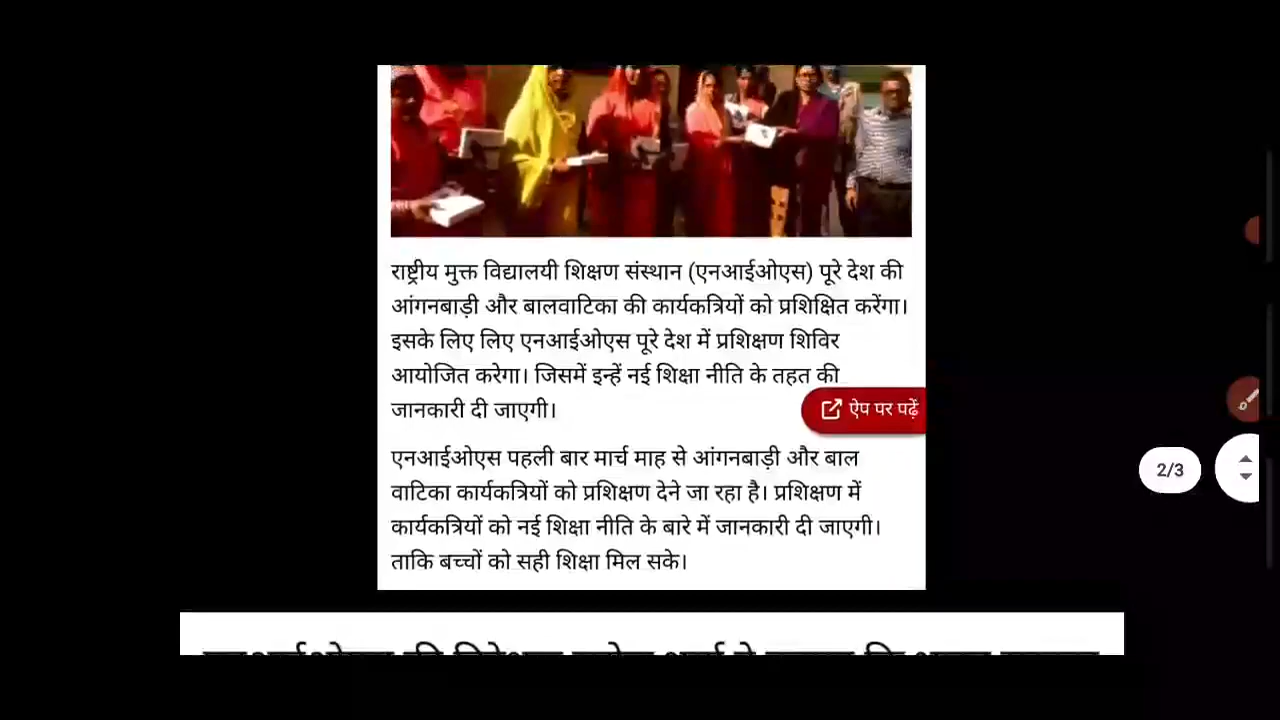 राष्ट्रीय मुक्त विद्यालयी शिक्षण संस्थान (एनआईओएस) पूरे देश की
आंगनबाड़ी और बालवाटिका की कार्यकत्रियों को प्रशिक्षित करेंगा।
इसके लिए लिए एनआईओएस पूरे देश में प्रशिक्षण शिविर
आयोजित करेगा। जिसमें इन्हें नई शिक्षा नीति के तहत की
जानकारी दी जाएगी।
ऐप पर पढ़ें
एनआईओएस पहली बार मार्च माह से आंगनबाड़ी और बाल
2/3
वाटिका कार्यकत्रियों को प्रशिक्षण देने जा रहा है। प्रशिक्षण में
कार्यकत्रियों को नई शिक्षा नीति के बारे में जानकारी दी जाएगी।
ताकि बच्चों को सही शिक्षा मिल सके।